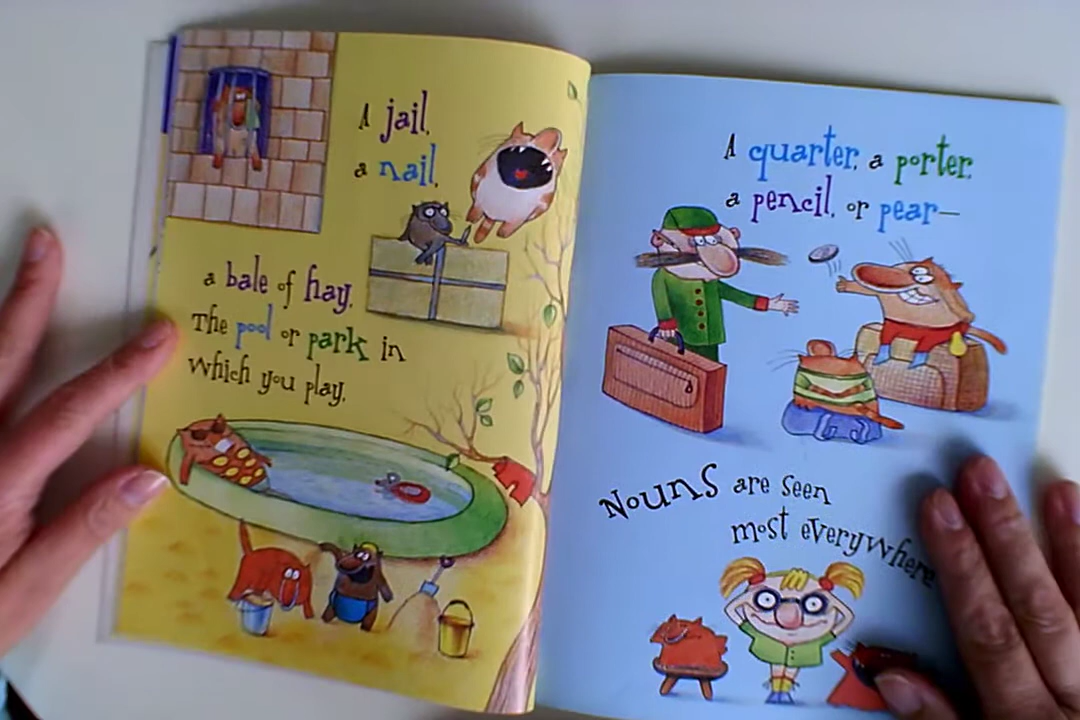 A jail,
a nail,
a bale of hay.
The pool or park in
which you play.
A quarter, a porter,
a pencil, or pear—
Nouns are seen
most everywhere